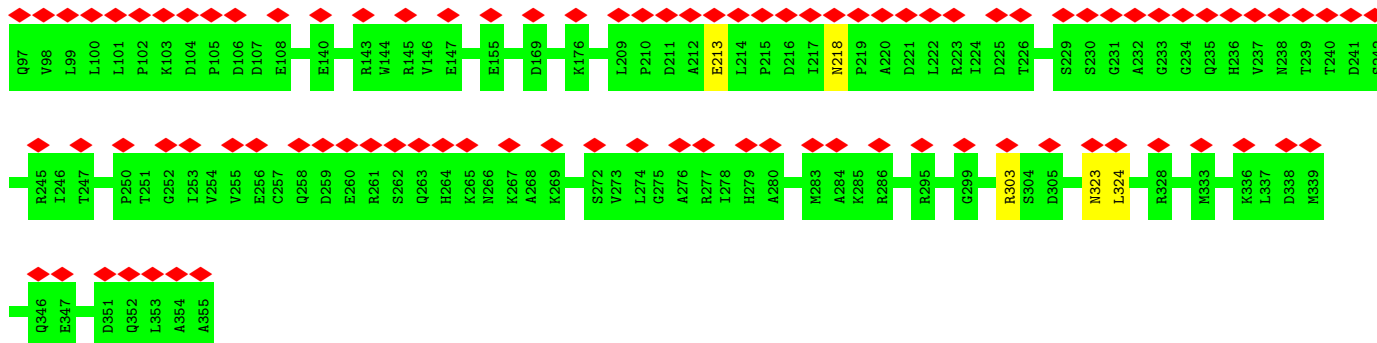 Q97 V98 L99 L100 L101 P102 K103 D104 P105 D106 D107 E108 E140 R143 W144 R145 V146 E147 E155 D169 K176 L209 P210 D211 A212 E213 L214 P215 D216 I217 N218 P219 A220 D221 L222 R223 I224 D225 T226 S229 S230 G231 A232 G233 G234 Q235 H236 V237 N238 T239 T240 D241
R245 I246 T247 P250 T251 G252 I253 V254 V255 E256 C257 Q258 D259 E260 R261 S262 Q263 H264 K265 N266 K267 A268 K269 S272 V273 L274 G275 A276 R277 I278 H279 A280 M283 A284 K285 R286 R295 G299 R303 S304 D305 N323 L324 R328 M333 K336 L337 D338 M339
Q346 E347 D351 Q352 L353 A354 A355